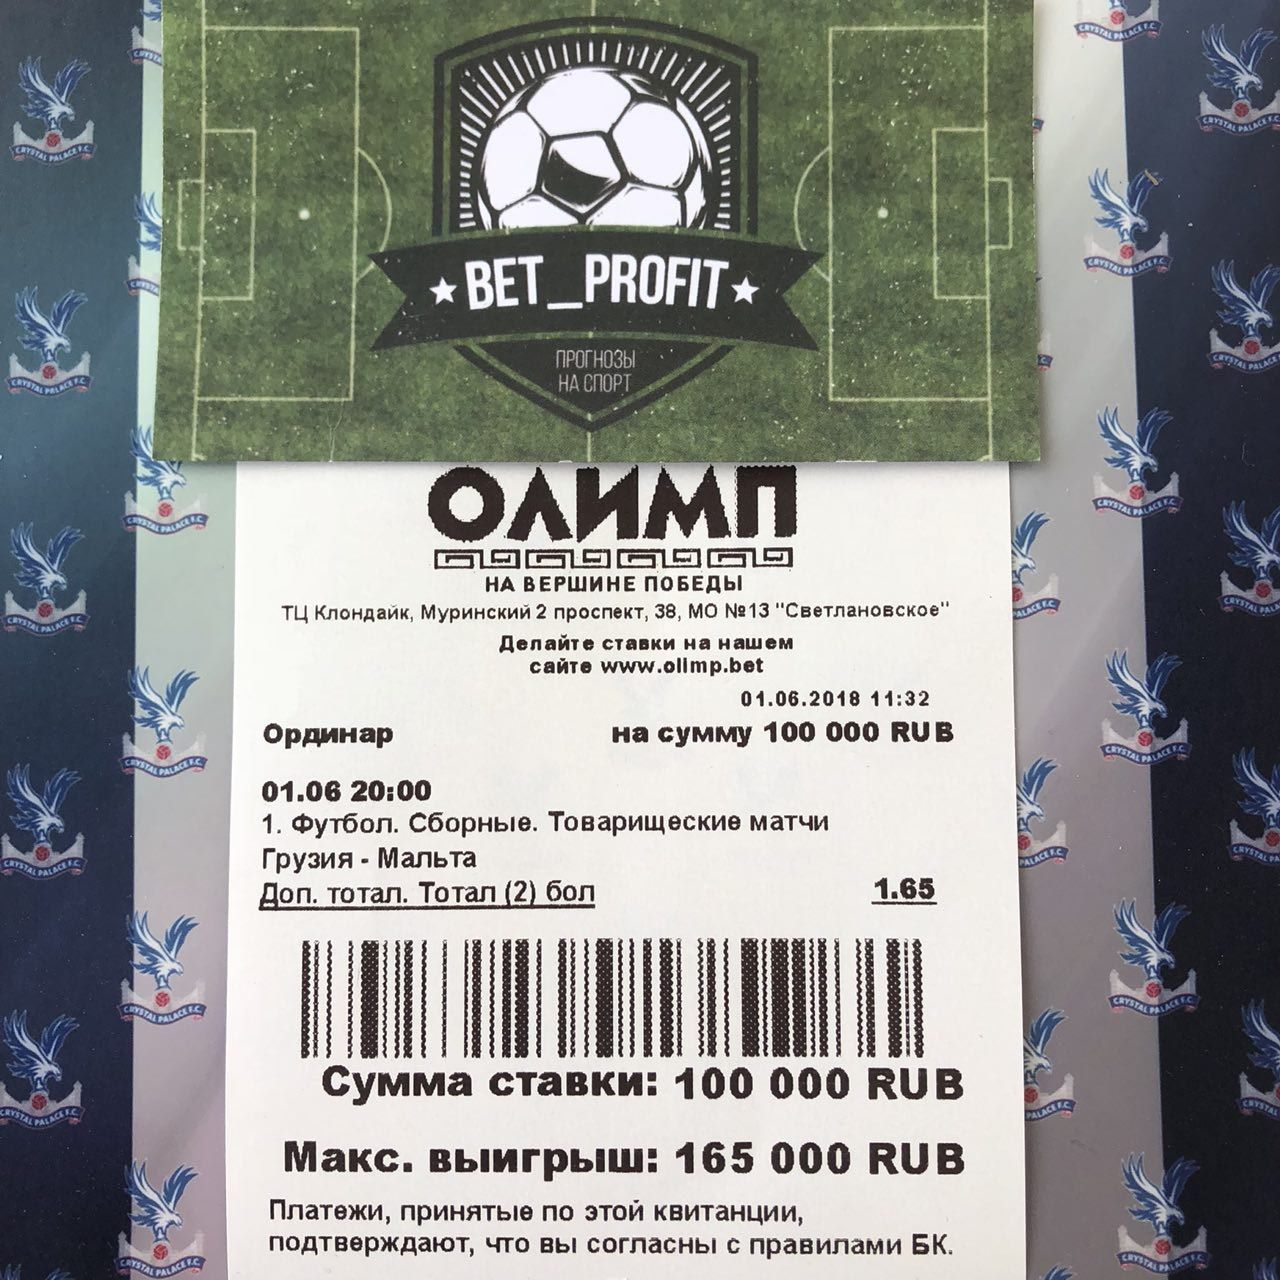 BET_PROFIT
ПРОГНОЗЫ
НА СПОРТ
ОЛИМП
НА ВЕРШИНЕ ПОБЕДЫ
ТЦ Клондайк, Муринский 2 проспект, 38, МО №13 "Светлановское"
Делайте ставки на нашем
сайте www.olimp.bet
01.06.2018 11:32
Ординар на сумму 100 000 RUB
01.06 20:00
1. Футбол. Сборные. Товарищеские матчи
Грузия - Мальта
Доп. тотал. Тотал (2) бол 1.65
Сумма ставки: 100 000 RUB
Макс. выигрыш: 165 000 RUB
Платежи, принятые по этой квитанции,
подтверждают, что вы согласны с правилами БК.
CRYSTAL PALACE F.C.